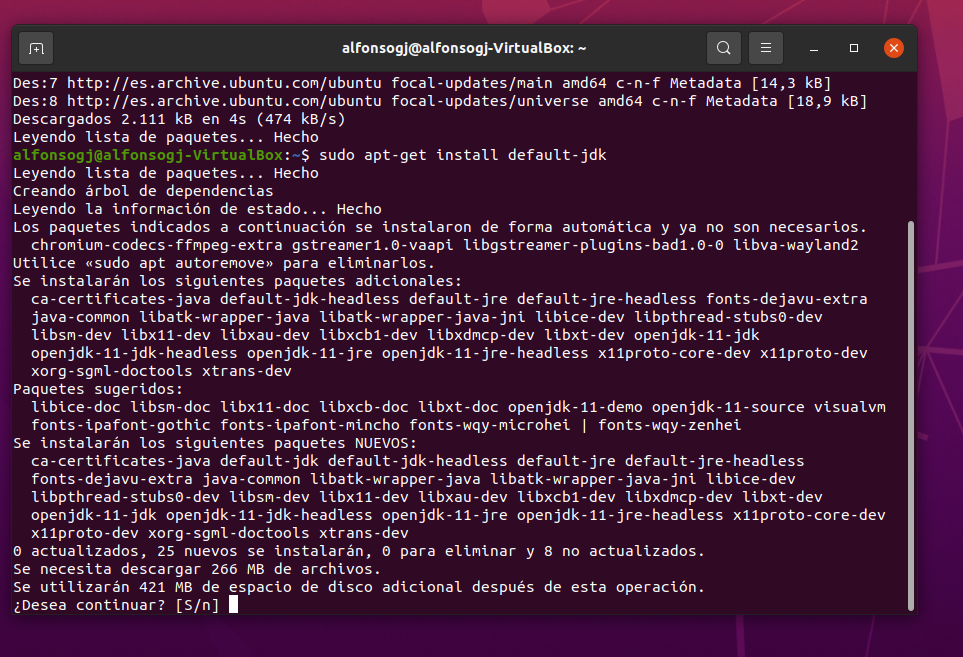 alfonsogj@alfonsogj-VirtualBox: ~
Des:7 http://es.archive.ubuntu.com/ubuntu focal-updates/main amd64 c-n-f Metadata [14,3 kB]
Des:8 http://es.archive.ubuntu.com/ubuntu focal-updates/universe amd64 c-n-f Metadata [18,9 kB]
Descargados 2.111 kB en 4s (474 kB/s)
Leyendo lista de paquetes... Hecho
alfonsogj@alfonsogj-VirtualBox:~$ sudo apt-get install default-jdk
Leyendo lista de paquetes... Hecho
Creando árbol de dependencias
Leyendo la información de estado... Hecho
Los paquetes indicados a continuación se instalaron de forma automática y ya no son necesarios.
  chromium-codecs-ffmpeg-extra gstreamer1.0-vaapi libgstreamer-plugins-bad1.0-0 libva-wayland2
Utilice «sudo apt autoremove» para eliminarlos.
Se instalarán los siguientes paquetes adicionales:
  ca-certificates-java default-jdk-headless default-jre default-jre-headless fonts-dejavu-extra
  java-common libatk-wrapper-java libatk-wrapper-java-jni libice-dev libpthread-stubs0-dev
  libsm-dev libx11-dev libxau-dev libxcb1-dev libxdmcp-dev libxt-dev openjdk-11-jdk
  openjdk-11-jdk-headless openjdk-11-jre openjdk-11-jre-headless x11proto-core-dev x11proto-dev
  xorg-sgml-doctools xtrans-dev
Paquetes sugeridos:
  libice-doc libsm-doc libx11-doc libxcb-doc libxt-doc openjdk-11-demo openjdk-11-source visualvm
  fonts-ipafont-gothic fonts-ipafont-mincho fonts-wqy-microhei | fonts-wqy-zenhei
Se instalarán los siguientes paquetes NUEVOS:
  ca-certificates-java default-jdk default-jdk-headless default-jre default-jre-headless
  fonts-dejavu-extra java-common libatk-wrapper-java libatk-wrapper-java-jni libice-dev
  libpthread-stubs0-dev libsm-dev libx11-dev libxau-dev libxcb1-dev libxdmcp-dev libxt-dev
  openjdk-11-jdk openjdk-11-jdk-headless openjdk-11-jre openjdk-11-jre-headless x11proto-core-dev
  x11proto-dev xorg-sgml-doctools xtrans-dev
0 actualizados, 25 nuevos se instalarán, 0 para eliminar y 8 no actualizados.
Se necesita descargar 266 MB de archivos.
Se utilizarán 421 MB de espacio de disco adicional después de esta operación.
¿Desea continuar? [S/n]